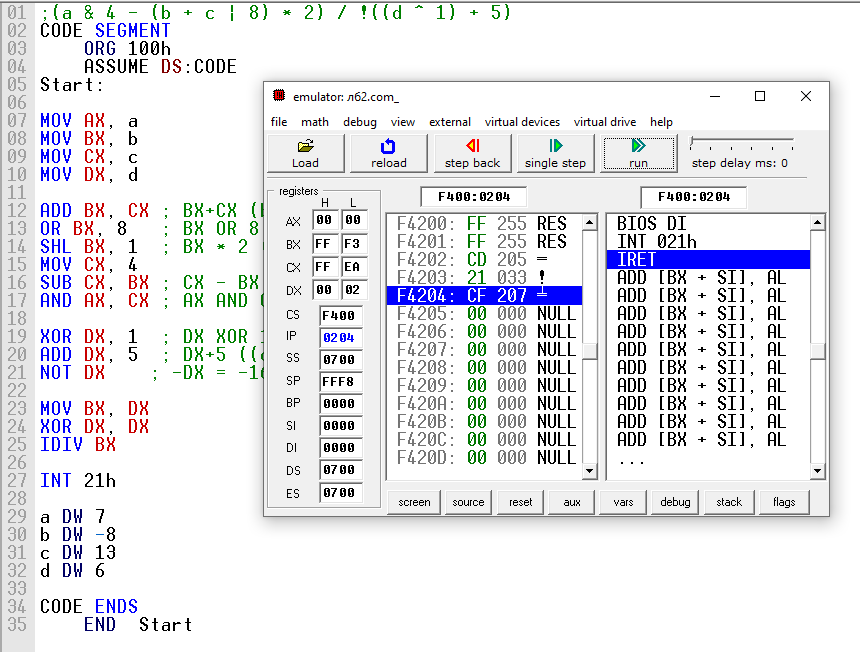 01 ;(a & 4 - (b + c | 8) * 2) / !((d ^ 1) + 5)
02 CODE SEGMENT
03 ORG 100h
04 ASSUME DS:CODE
05 Start:
06
07 MOV AX, a
08 MOV BX, b
09 MOV CX, c
10 MOV DX, d
11
12 ADD BX, CX ; BX+CX (
13 OR BX, 8 ; BX OR 8
14 SHL BX, 1 ; BX * 2
15 MOV CX, 4
16 SUB CX, BX ; CX - BX
17 AND AX, CX ; AX AND
18
19 XOR DX, 1 ; DX XOR
20 ADD DX, 5 ; DX+5 ((
21 NOT DX ; -DX = -1
22
23 MOV BX, DX
24 XOR DX, DX
25 IDIV BX
26
27 INT 21h
28
29 a DW 7
30 b DW -8
31 c DW 13
32 d DW 6
33
34 CODE ENDS
35 END Start
emulator: л62.com_
file math debug view external virtual devices virtual drive help
Load reload step back single step run step delay ms: 0
registers F400:0204 F400:0204
H L
AX 00 00
BX FF F3
CX FF EA
DX 00 02
CS F400
IP 0204
SS 0700
SP FFF8
BP 0000
SI 0000
DI 0000
DS 0700
ES 0700
F4200: FF 255 RES
F4201: FF 255 RES
F4202: CD 205 ═
F4203: 21 033 !
F4204: CF 207 ╧
F4205: 00 000 NULL
F4206: 00 000 NULL
F4207: 00 000 NULL
F4208: 00 000 NULL
F4209: 00 000 NULL
F420A: 00 000 NULL
F420B: 00 000 NULL
F420C: 00 000 NULL
F420D: 00 000 NULL
BIOS DI
INT 021h
IRET
ADD [BX + SI], AL
ADD [BX + SI], AL
ADD [BX + SI], AL
ADD [BX + SI], AL
ADD [BX + SI], AL
ADD [BX + SI], AL
ADD [BX + SI], AL
ADD [BX + SI], AL
ADD [BX + SI], AL
ADD [BX + SI], AL
...
screen source reset aux vars debug stack flags